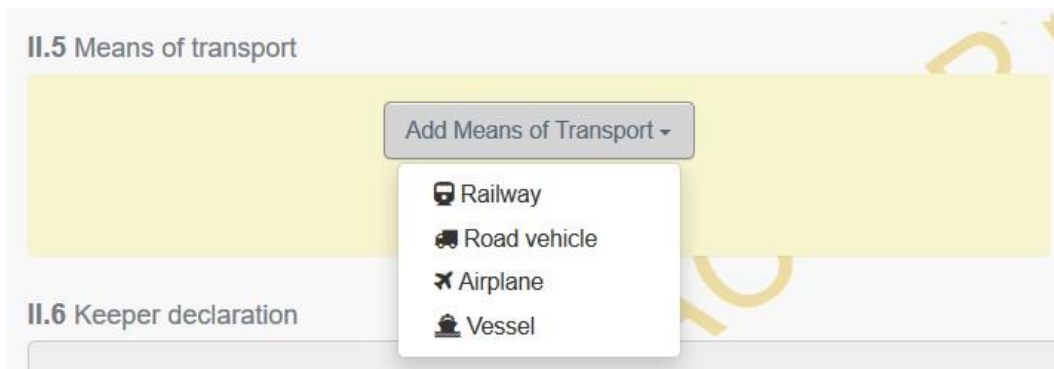 II.5 Means of transport
Add Means of Transport
Railway
Road vehicle
Airplane
Vessel
II.6 Keeper declaration